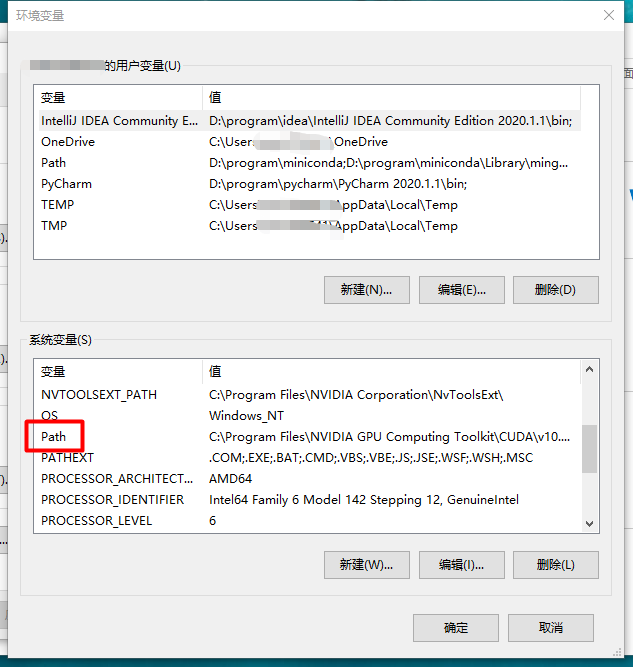 环境变量
的用户变量(U)
变量 值
IntelliJ IDEA Community E... D:\program\idea\IntelliJ IDEA Community Edition 2020.1.1\bin;
OneDrive C:\Users \OneDrive
Path D:\program\miniconda;D:\program\miniconda\Library\ming...
PyCharm D:\program\pycharm\PyCharm 2020.1.1\bin;
TEMP C:\Users \AppData\Local\Temp
TMP C:\Users \AppData\Local\Temp
新建(N)... 编辑(E)... 删除(D)
系统变量(S)
变量 值
NVTOOLSEXT_PATH C:\Program Files\NVIDIA Corporation\NvToolsExt\
OS Windows_NT
Path C:\Program Files\NVIDIA GPU Computing Toolkit\CUDA\v10....
PATHEXT .COM;.EXE;.BAT;.CMD;.VBS;.VBE;.JS;.JSE;.WSF;.WSH;.MSC
PROCESSOR_ARCHITECT... AMD64
PROCESSOR_IDENTIFIER Intel64 Family 6 Model 142 Stepping 12, GenuineIntel
PROCESSOR_LEVEL 6
新建(W)... 编辑(I)... 删除(L)
确定 取消